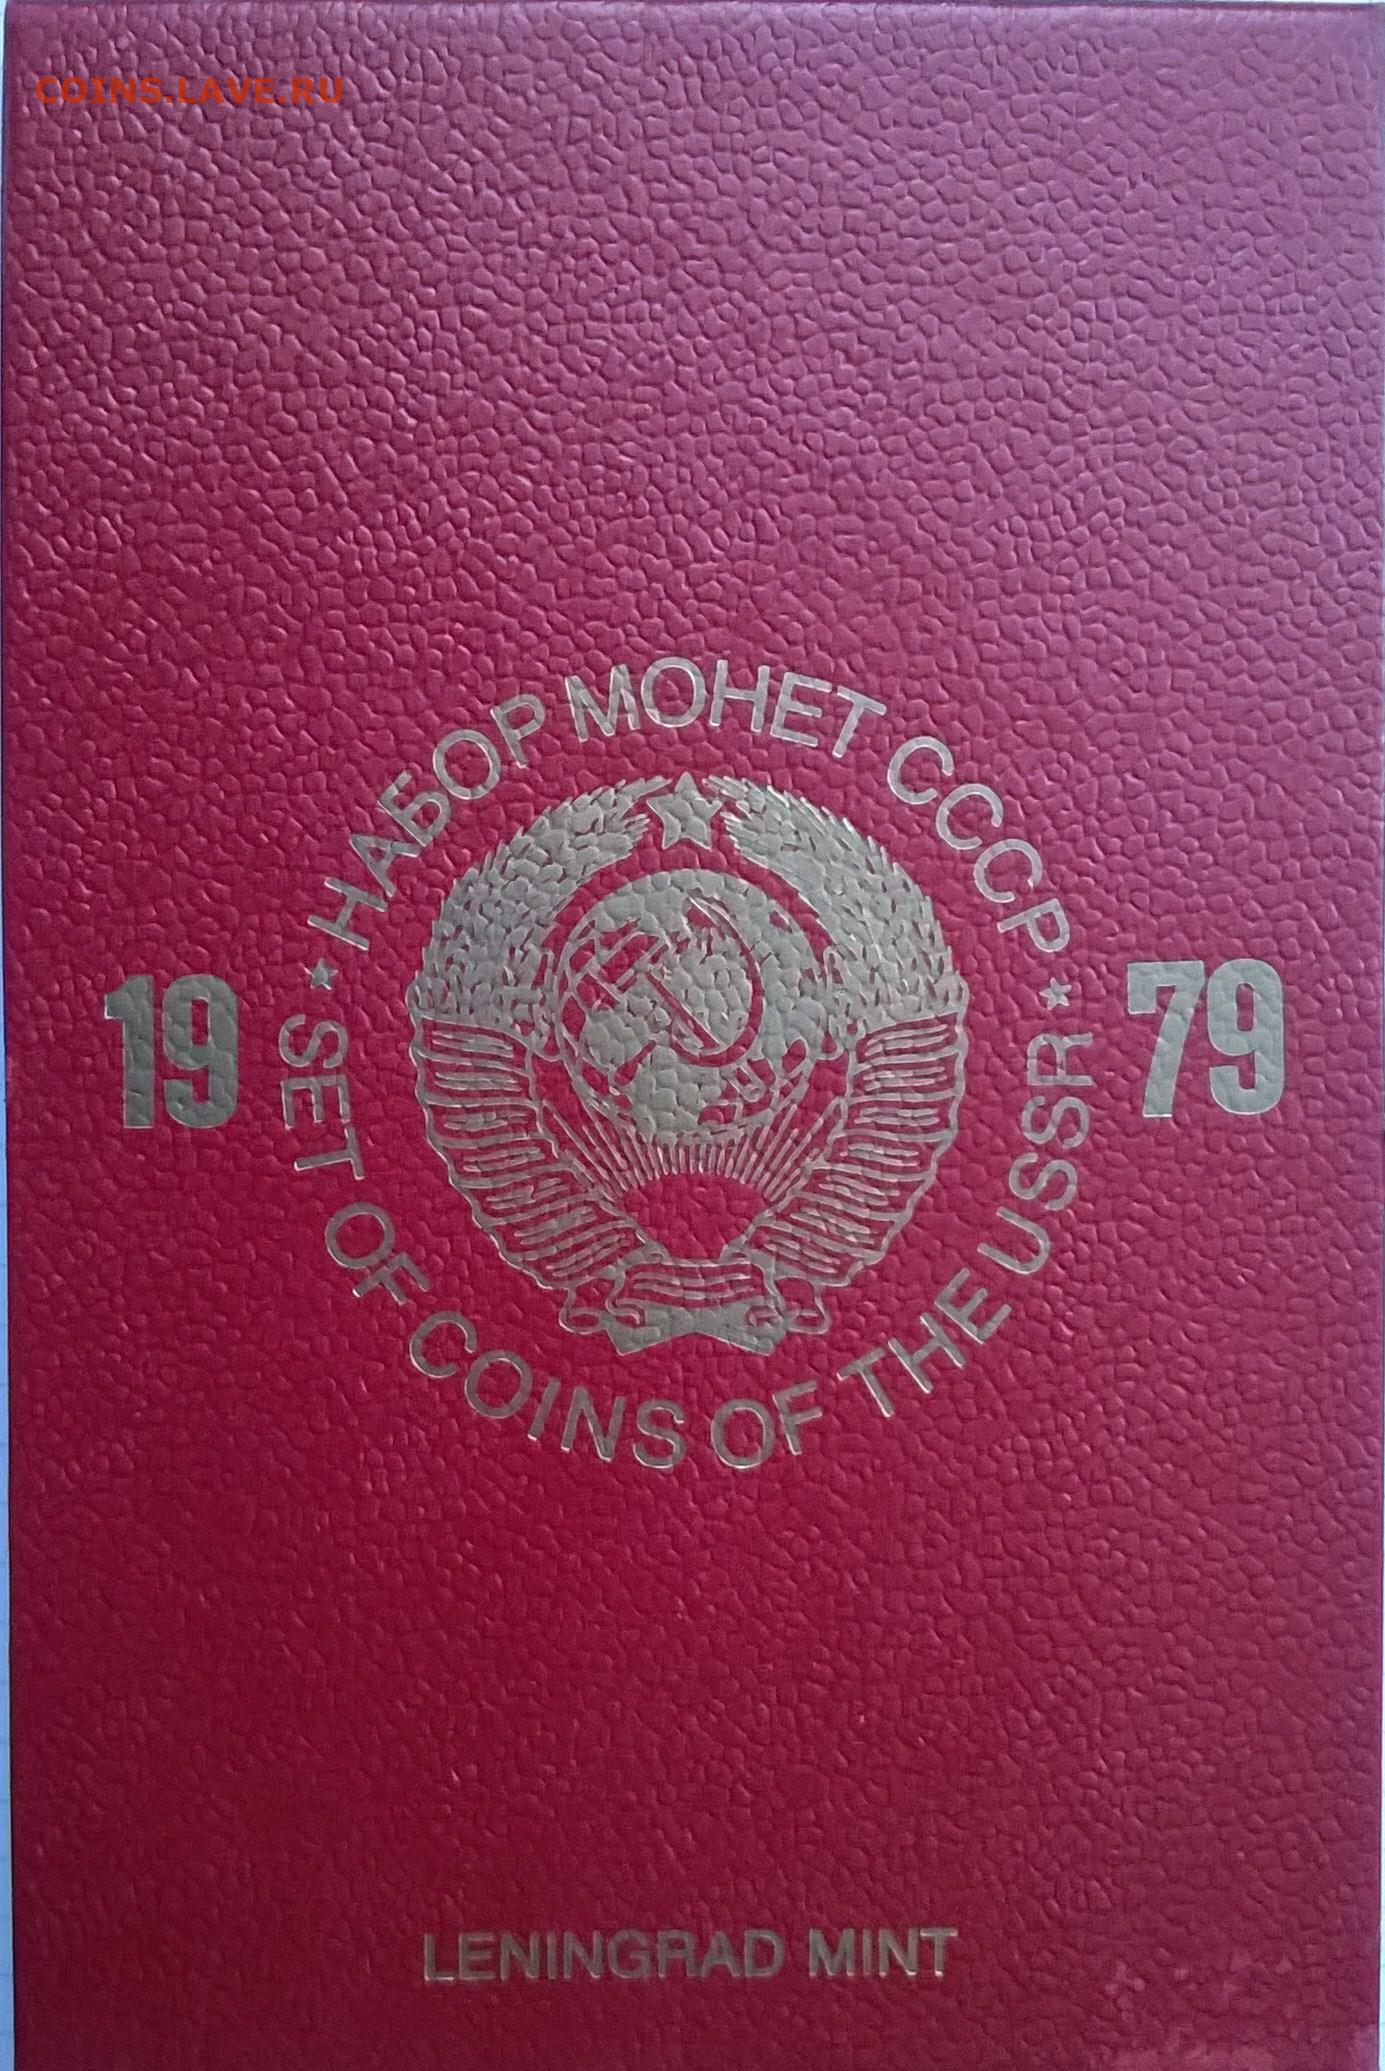 COINS.LAVE.RU
НАБОР МОНЕТ СССР
19
79
SET OF COINS OF THE USSR
LENINGRAD MINT